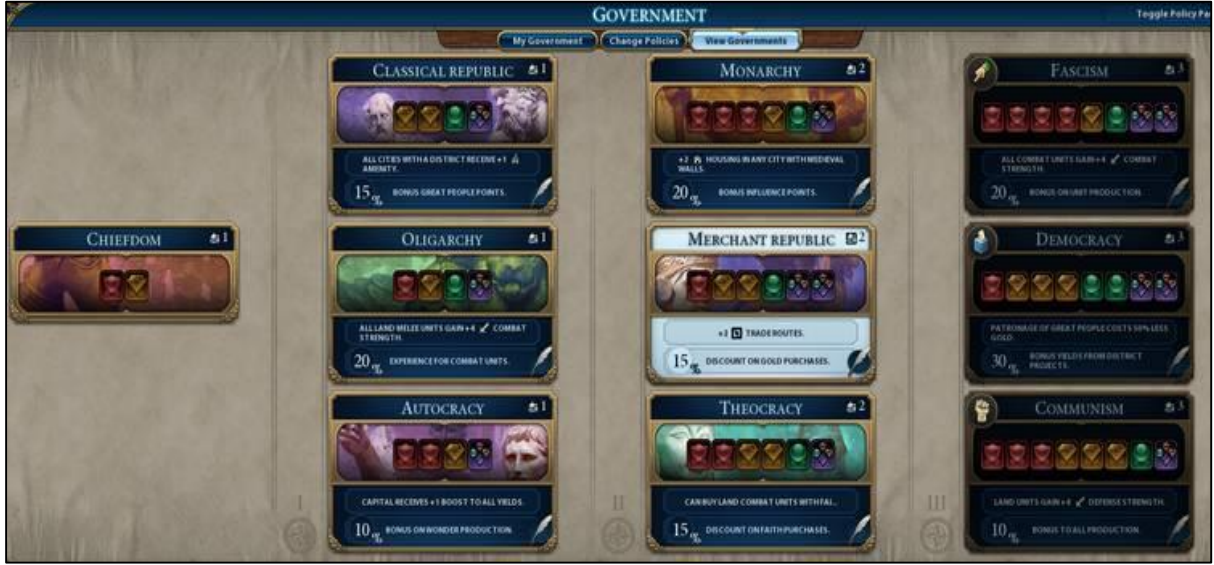 GOVERNMENT
Toggle Policy Pa
My Government
Change Policies
View Governments
CHIEFDOM 1
CLASSICAL REPUBLIC 1
ALL CITIES WITH A DISTRICT RECEIVE +1
AMENITY.
15% BONUS GREAT PEOPLE POINTS.
OLIGARCHY 1
ALL LAND MELEE UNITS GAIN +4 COMBAT
STRENGTH.
20% EXPERIENCE FOR COMBAT UNITS.
AUTOCRACY 1
CAPITAL RECEIVES +1 BOOST TO ALL YIELDS.
10% BONUS ON WONDER PRODUCTION.
I
MONARCHY 2
+2 HOUSING IN ANY CITY WITH MEDIEVAL
WALLS.
20% BONUS INFLUENCE POINTS.
MERCHANT REPUBLIC 2
+2 TRADE ROUTES.
15% DISCOUNT ON GOLD PURCHASES.
THEOCRACY 2
CAN BUY LAND COMBAT UNITS WITH FAI...
15% DISCOUNT ON FAITH PURCHASES.
II
FASCISM 3
ALL COMBAT UNITS GAIN +4 COMBAT
STRENGTH.
20% BONUS ON UNIT PRODUCTION.
DEMOCRACY 3
PATRONAGE OF GREAT PEOPLE COSTS 50% LESS
GOLD.
30% BONUS YIELDS FROM DISTRICT
PROJECTS.
COMMUNISM 3
LAND UNITS GAIN +4 DEFENSE STRENGTH.
10% BONUS TO ALL PRODUCTION.
III